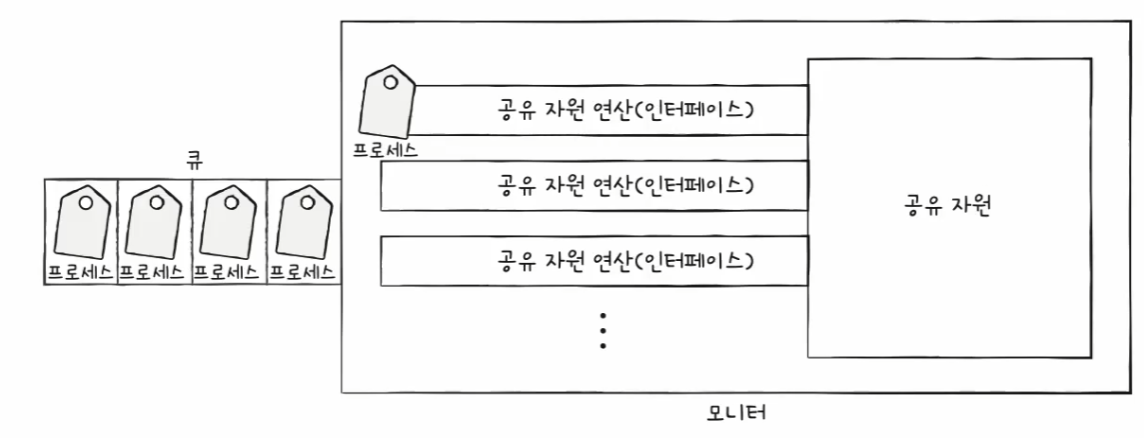 큐
프로세스 프로세스 프로세스 프로세스
프로세스
공유 자원 연산(인터페이스)
공유 자원 연산(인터페이스)
공유 자원 연산(인터페이스)
공유 자원
모니터